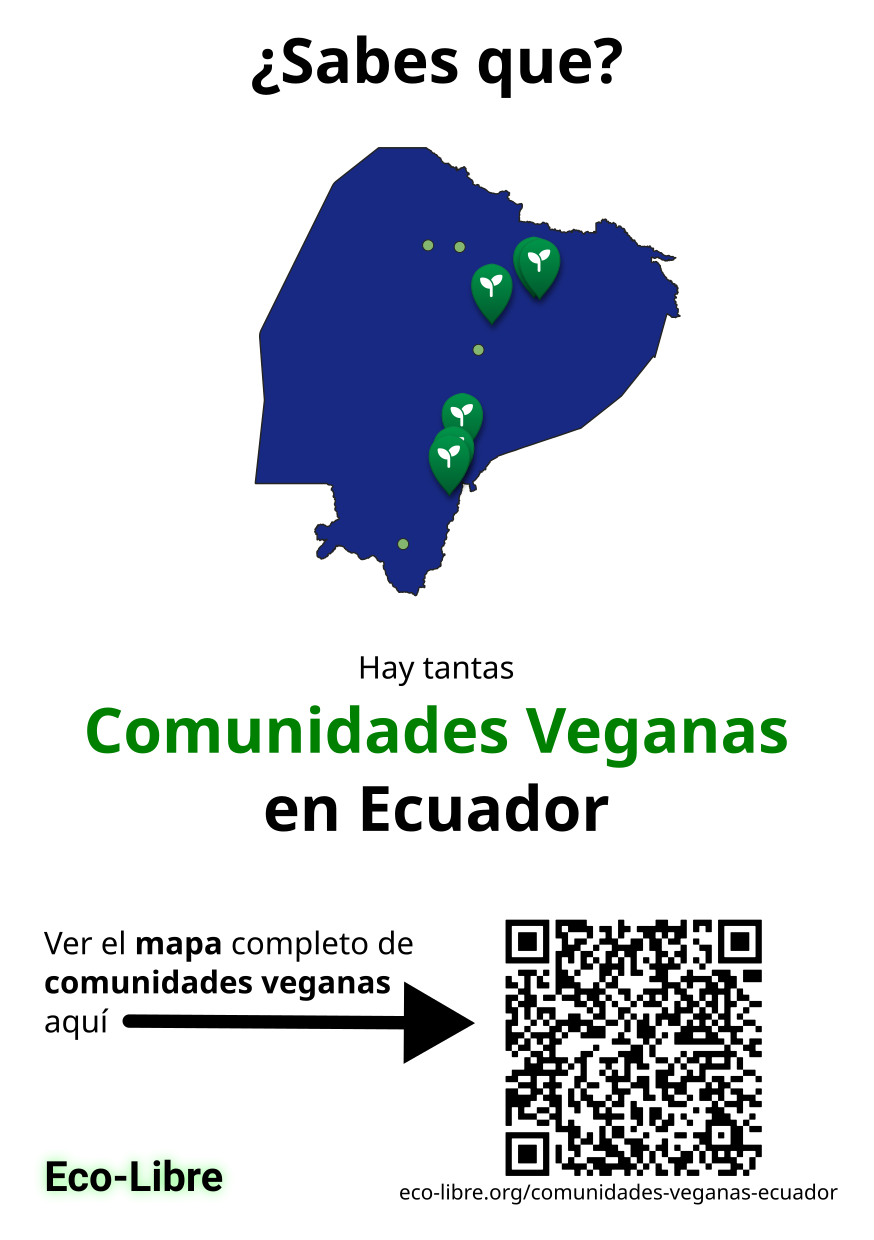 ¿Sabes que?
Hay tantas
Comunidades Veganas
en Ecuador
Ver el mapa completo de
comunidades veganas
aquí
Eco-Libre
eco-libre.org/comunidades-veganas-ecuador